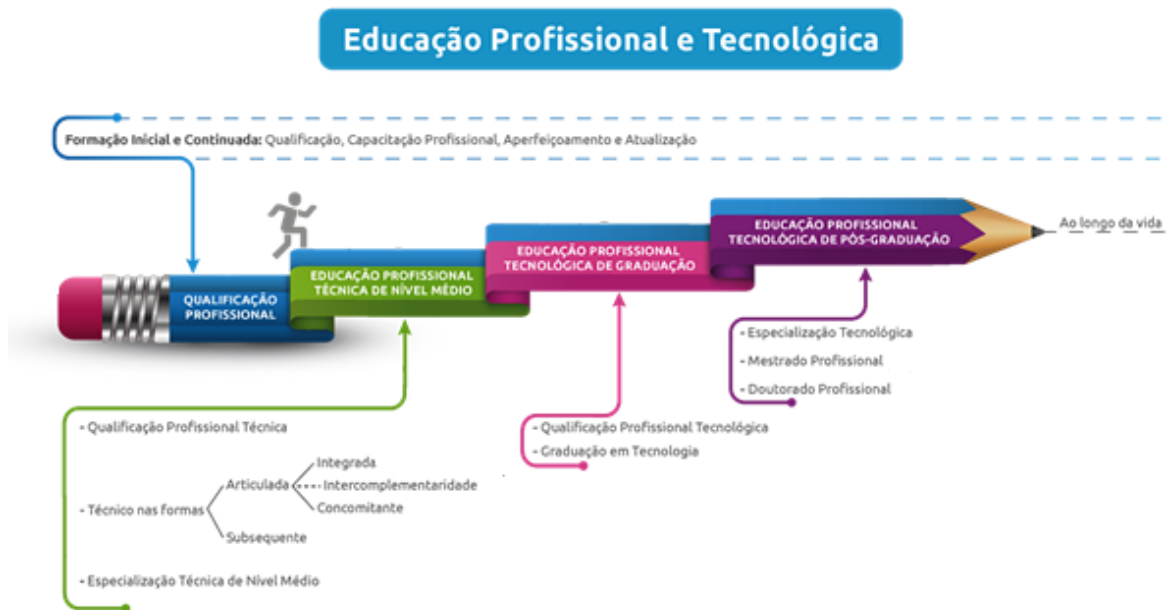 Educação Profissional e Tecnológica
Formação Inicial e Continuada: Qualificação, Capacitação Profissional, Aperfeiçoamento e Atualização
EDUCAÇÃO PROFISSIONAL
TECNOLÓGICA DE PÓS-GRADUAÇÃO
Ao longo da vida
EDUCAÇÃO PROFISSIONAL
TECNOLÓGICA DE GRADUAÇÃO
EDUCAÇÃO PROFISSIONAL
TÉCNICA DE NÍVEL MÉDIO
QUALIFICAÇÃO
PROFISSIONAL
- Especialização Tecnológica
- Mestrado Profissional
- Doutorado Profissional
- Qualificação Profissional Tecnológica
- Graduação em Tecnologia
- Qualificação Profissional Técnica
- Técnico nas formas
Articulada
Integrada
Intercomplementaridade
Concomitante
Subsequente
- Especialização Técnica de Nível Médio